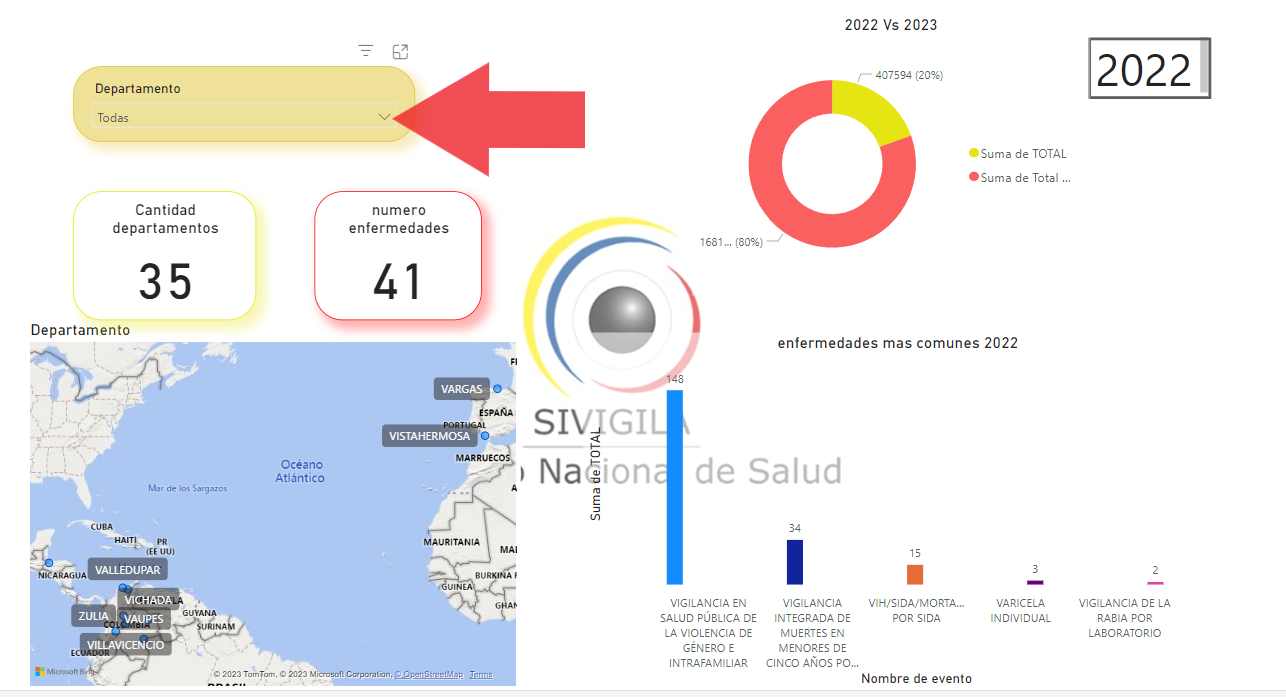 2022 Vs 2023
2022
Departamento
Todas
407594 (20%)
Suma de TOTAL
Suma de Total ...
1681... (80%)
Cantidad
departamentos
35
numero
enfermedades
41
Departamento
VARGAS
ESPAÑA
PORTUGAL
VISTAHERMOSA
MARRUECOS
Océano
Atlántico
Mar de los Sargazos
CUBA
HAITÍ
PR
(EE UU)
MAURITANIA
NICARAGUA
VALLEDUPAR
BURKINA F
GUINEA
GHAN
VICHADA
ZULIA
VAUPES
GUYANA
SURINAM
COLOMBIA
VILLAVICENCIO
ECUADOR
Microsoft Bing
© 2023 TomTom, © 2023 Microsoft Corporation, © OpenStreetMap Terms
SIVIGILA
o Nacional de Salud
enfermedades mas comunes 2022
Suma de TOTAL
148
34
15
3
2
VIGILANCIA EN
SALUD PÚBLICA DE
LA VIOLENCIA DE
GÉNERO E
INTRAFAMILIAR
VIGILANCIA
INTEGRADA DE
MUERTES EN
MENORES DE
CINCO AÑOS PO...
VIH/SIDA/MORTA...
POR SIDA
VARICELA
INDIVIDUAL
VIGILANCIA DE LA
RABIA POR
LABORATORIO
Nombre de evento